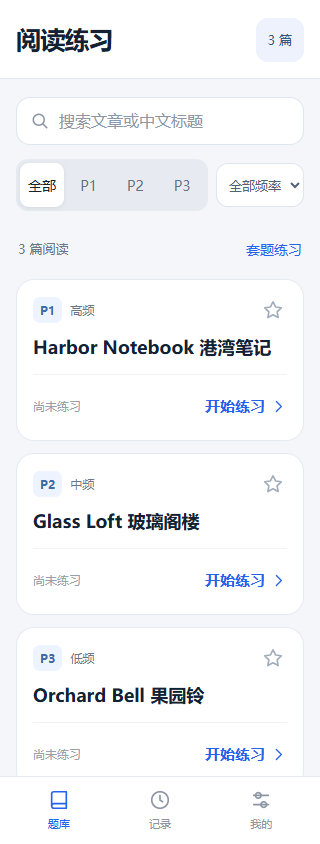 阅读练习
3 篇
搜索文章或中文标题
全部 P1 P2 P3 全部频率
3 篇阅读 套题练习
P1 高频
Harbor Notebook 港湾笔记
尚未练习 开始练习
P2 中频
Glass Loft 玻璃阁楼
尚未练习 开始练习
P3 低频
Orchard Bell 果园铃
尚未练习 开始练习
题库 记录 我的